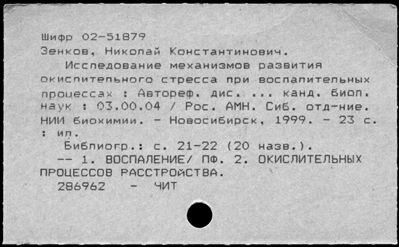 Шифр 02-51879
Зенков, Николай Константинович.
Исследование механизмов развития
окислительного стресса при воспалительных
процессах : Автореф. дис. ... канд. биол.
наук : 03.00.04 / Рос. АМН. Сиб. отд-ние.
НИИ биохимии. - Новосибирск, 1999. - 23 с.
: ил.
Библиогр.: с. 21-22 (20 назв.).
-- 1. ВОСПАЛЕНИЕ/ ПФ. 2. ОКИСЛИТЕЛЬНЫХ
ПРОЦЕССОВ РАССТРОЙСТВА.
286962 - ЧИТ